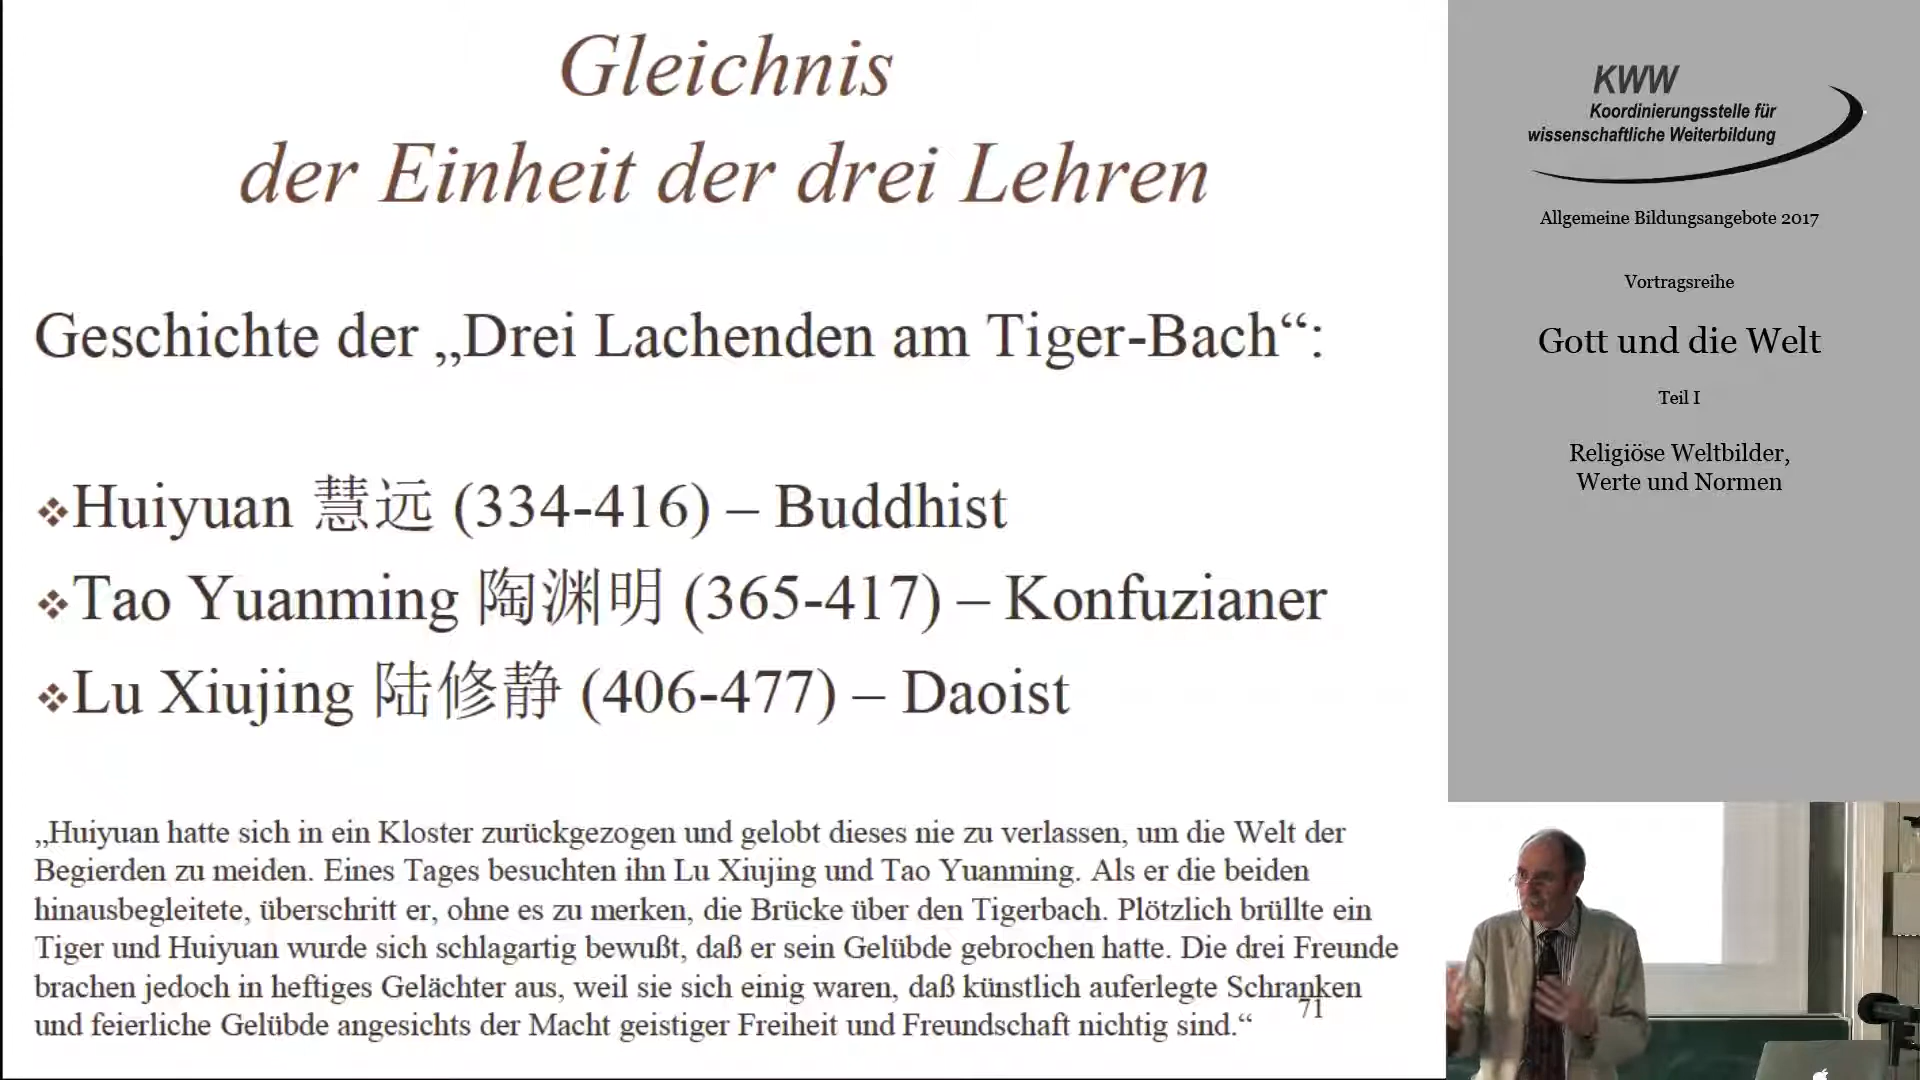 Gleichnis
der Einheit der drei Lehren
Geschichte der „Drei Lachenden am Tiger-Bach“:
❖Huiyuan 慧远 (334-416) – Buddhist
❖Tao Yuanming 陶渊明 (365-417) – Konfuzianer
❖Lu Xiujing 陆修静 (406-477) – Daoist
„Huiyuan hatte sich in ein Kloster zurückgezogen und gelobt dieses nie zu verlassen, um die Welt der
Begierden zu meiden. Eines Tages besuchten ihn Lu Xiujing und Tao Yuanming. Als er die beiden
hinausbegleitete, überschritt er, ohne es zu merken, die Brücke über den Tigerbach. Plötzlich brüllte ein
Tiger und Huiyuan wurde sich schlagartig bewußt, daß er sein Gelübde gebrochen hatte. Die drei Freunde
brachen jedoch in heftiges Gelächter aus, weil sie sich einig waren, daß künstlich auferlegte Schranken
und feierliche Gelübde angesichts der Macht geistiger Freiheit und Freundschaft nichtig sind.“
71
KWW
Koordinierungsstelle für
wissenschaftliche Weiterbildung
Allgemeine Bildungsangebote 2017
Vortragsreihe
Gott und die Welt
Teil I
Religiöse Weltbilder,
Werte und Normen